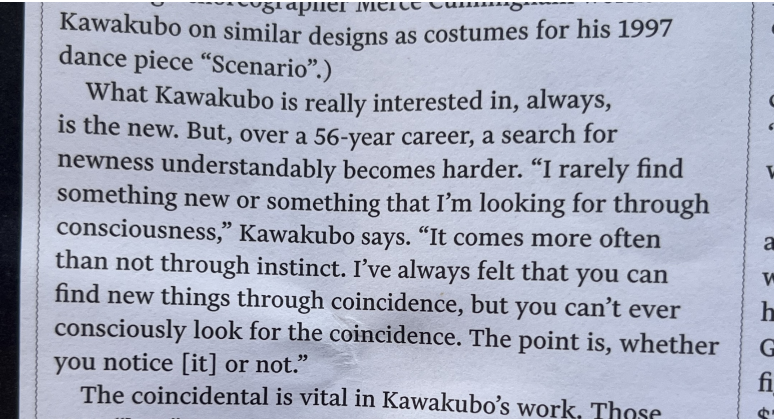 choreographer Merce Cunningham
Kawakubo on similar designs as costumes for his 1997
dance piece “Scenario”.)
What Kawakubo is really interested in, always,
is the new. But, over a 56-year career, a search for
newness understandably becomes harder. “I rarely find
something new or something that I’m looking for through
consciousness,” Kawakubo says. “It comes more often
than not through instinct. I’ve always felt that you can
find new things through coincidence, but you can’t ever
consciously look for the coincidence. The point is, whether
you notice [it] or not.”
The coincidental is vital in Kawakubo’s work. Those